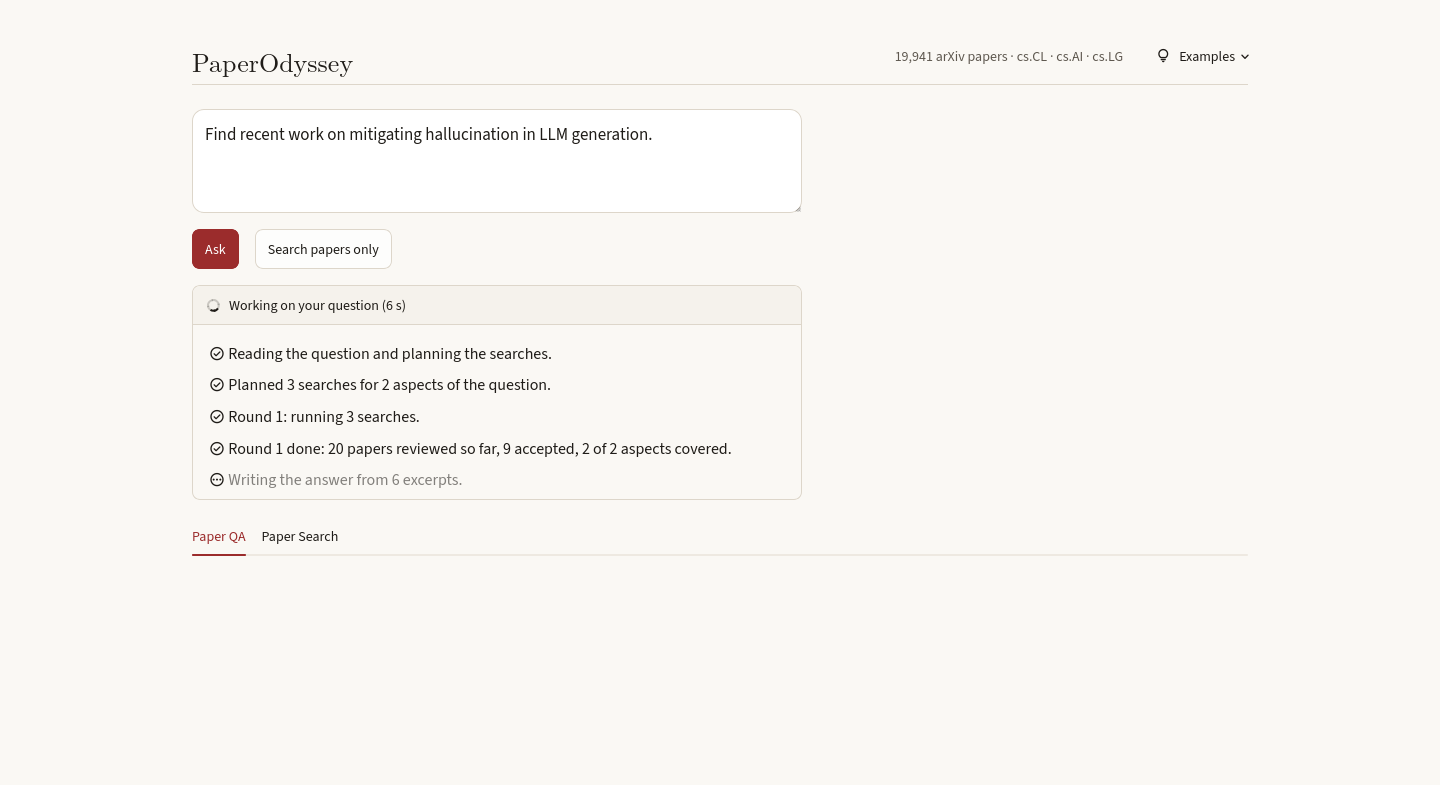 PaperOdyssey
19,941 arXiv papers · cs.CL · cs.AI · cs.LG
Examples
Find recent work on mitigating hallucination in LLM generation.
Ask
Search papers only
Working on your question (6 s)
Reading the question and planning the searches.
Planned 3 searches for 2 aspects of the question.
Round 1: running 3 searches.
Round 1 done: 20 papers reviewed so far, 9 accepted, 2 of 2 aspects covered.
Writing the answer from 6 excerpts.
Paper QA
Paper Search